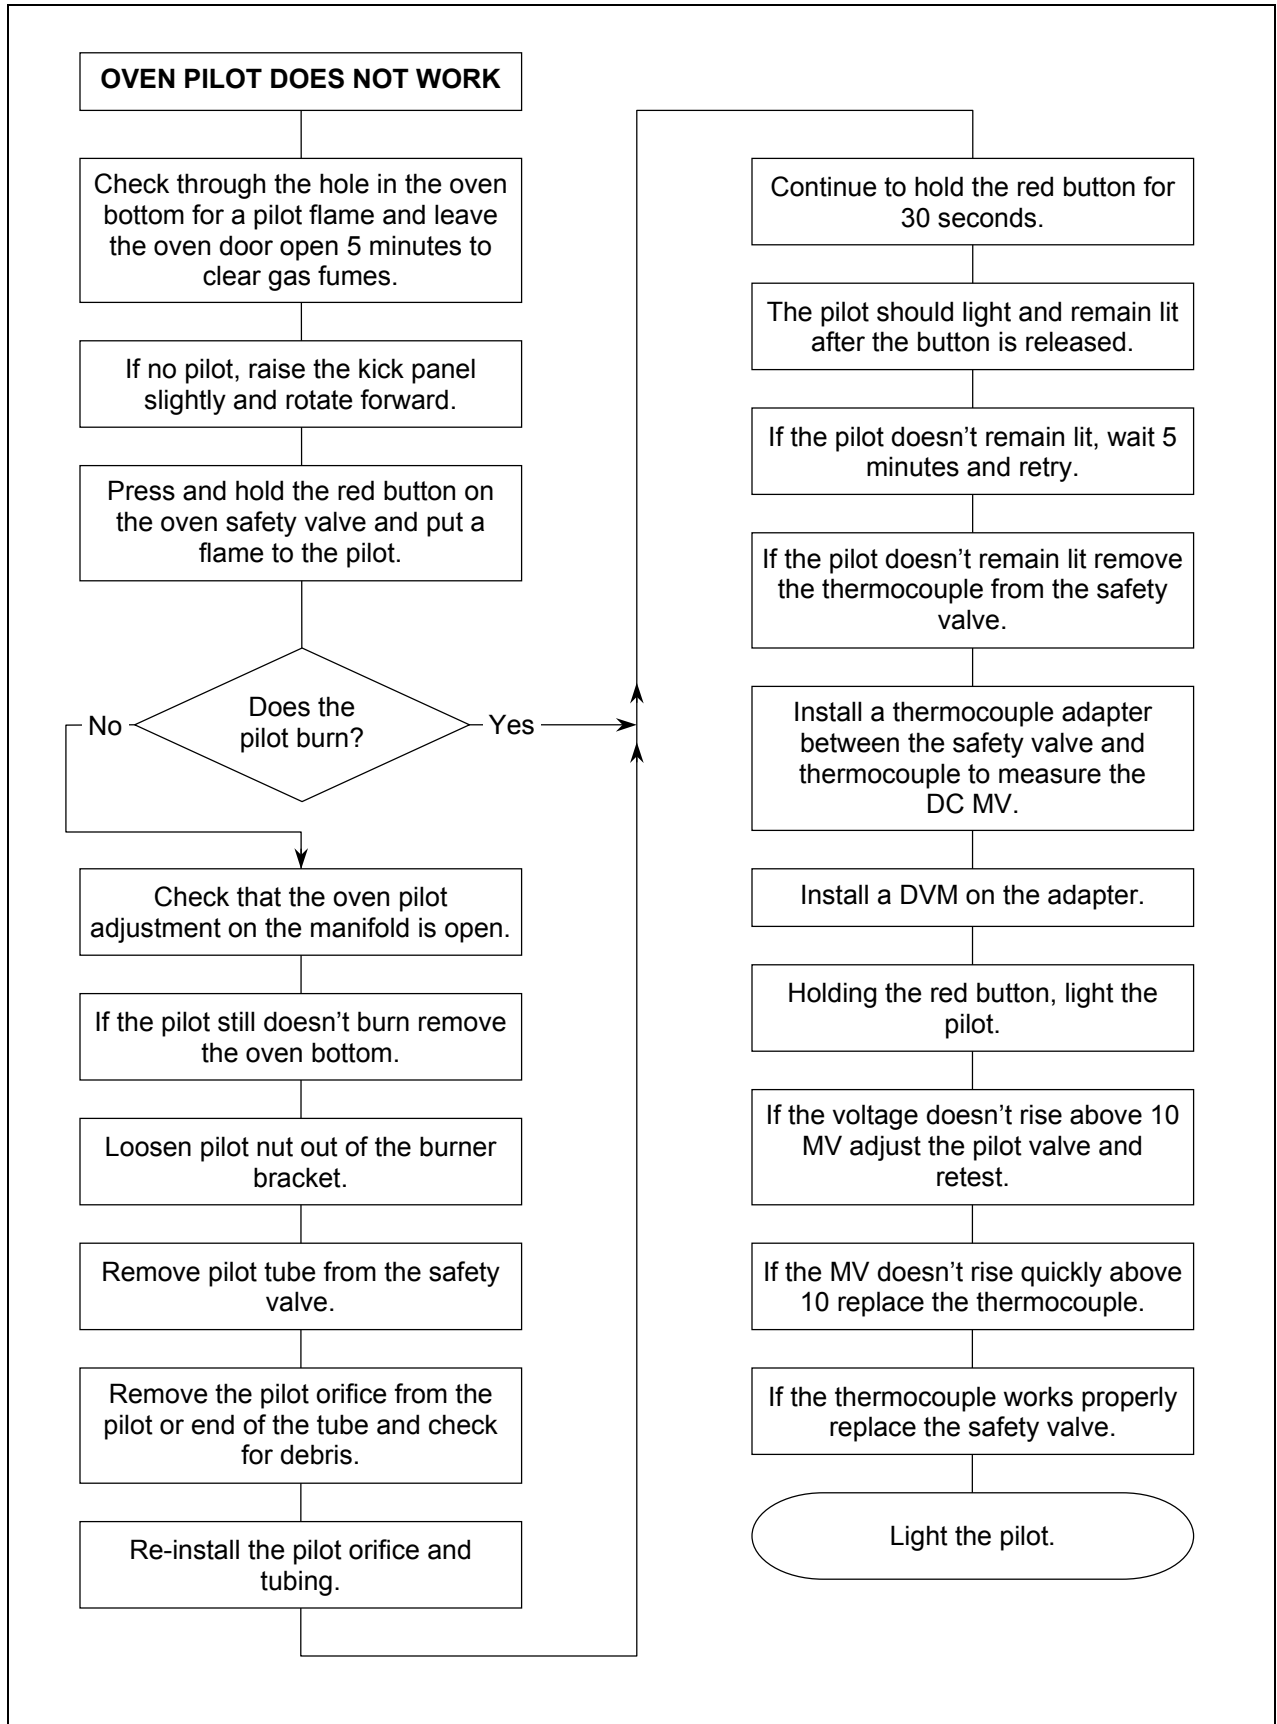 OVEN PILOT DOES NOT WORK
Check through the hole in the oven
bottom for a pilot flame and leave
the oven door open 5 minutes to
clear gas fumes.
If no pilot, raise the kick panel
slightly and rotate forward.
Press and hold the red button on
the oven safety valve and put a
flame to the pilot.
Does the
pilot burn?
No
Yes
Check that the oven pilot
adjustment on the manifold is open.
If the pilot still doesn't burn remove
the oven bottom.
Loosen pilot nut out of the burner
bracket.
Remove pilot tube from the safety
valve.
Remove the pilot orifice from the
pilot or end of the tube and check
for debris.
Re-install the pilot orifice and
tubing.
Continue to hold the red button for
30 seconds.
The pilot should light and remain lit
after the button is released.
If the pilot doesn't remain lit, wait 5
minutes and retry.
If the pilot doesn't remain lit remove
the thermocouple from the safety
valve.
Install a thermocouple adapter
between the safety valve and
thermocouple to measure the
DC MV.
Install a DVM on the adapter.
Holding the red button, light the
pilot.
If the voltage doesn't rise above 10
MV adjust the pilot valve and
retest.
If the MV doesn't rise quickly above
10 replace the thermocouple.
If the thermocouple works properly
replace the safety valve.
Light the pilot.